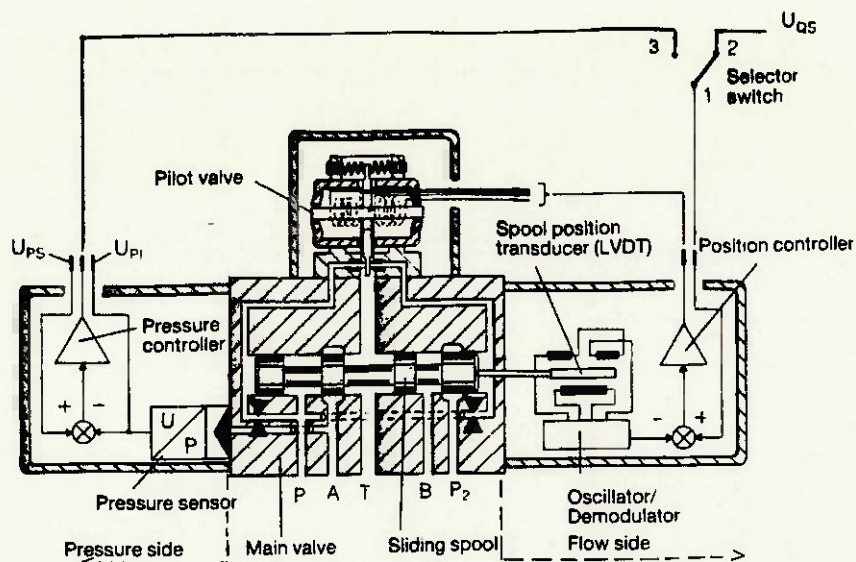 U_QS
3
2
1
Selector
switch
Pilot valve
Spool position
transducer (LVDT)
Position controller
U_PS
U_PI
Pressure
controller
+
-
-
+
U
P
Pressure sensor
P
A
T
B
P₂
Oscillator/
Demodulator
Pressure side
Main valve
Sliding spool
Flow side